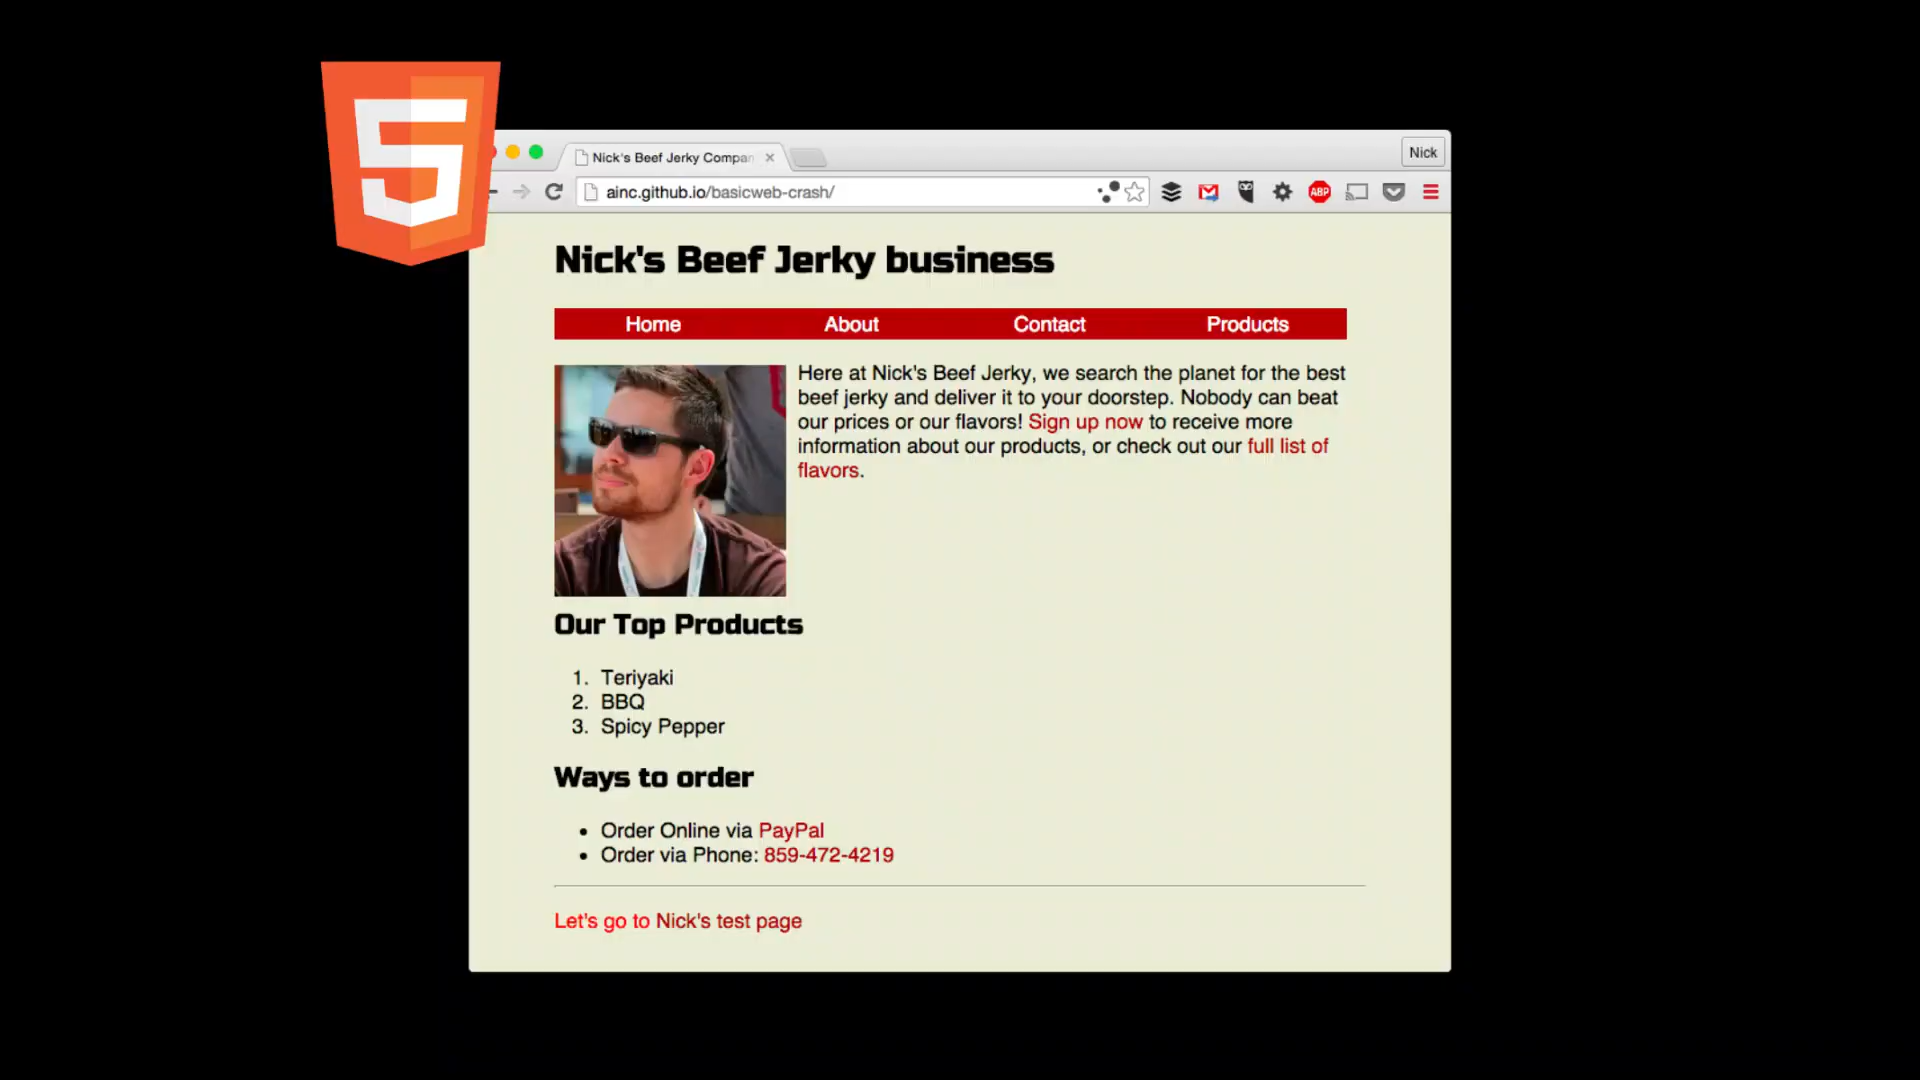 5
Nick's Beef Jerky Compan
Nick
ainc.github.io/basicweb-crash/
ABP
Nick's Beef Jerky business
Home About Contact Products
Here at Nick's Beef Jerky, we search the planet for the best
beef jerky and deliver it to your doorstep. Nobody can beat
our prices or our flavors! Sign up now to receive more
information about our products, or check out our full list of
flavors.
Our Top Products
1. Teriyaki
2. BBQ
3. Spicy Pepper
Ways to order
• Order Online via PayPal
• Order via Phone: 859-472-4219
Let's go to Nick's test page